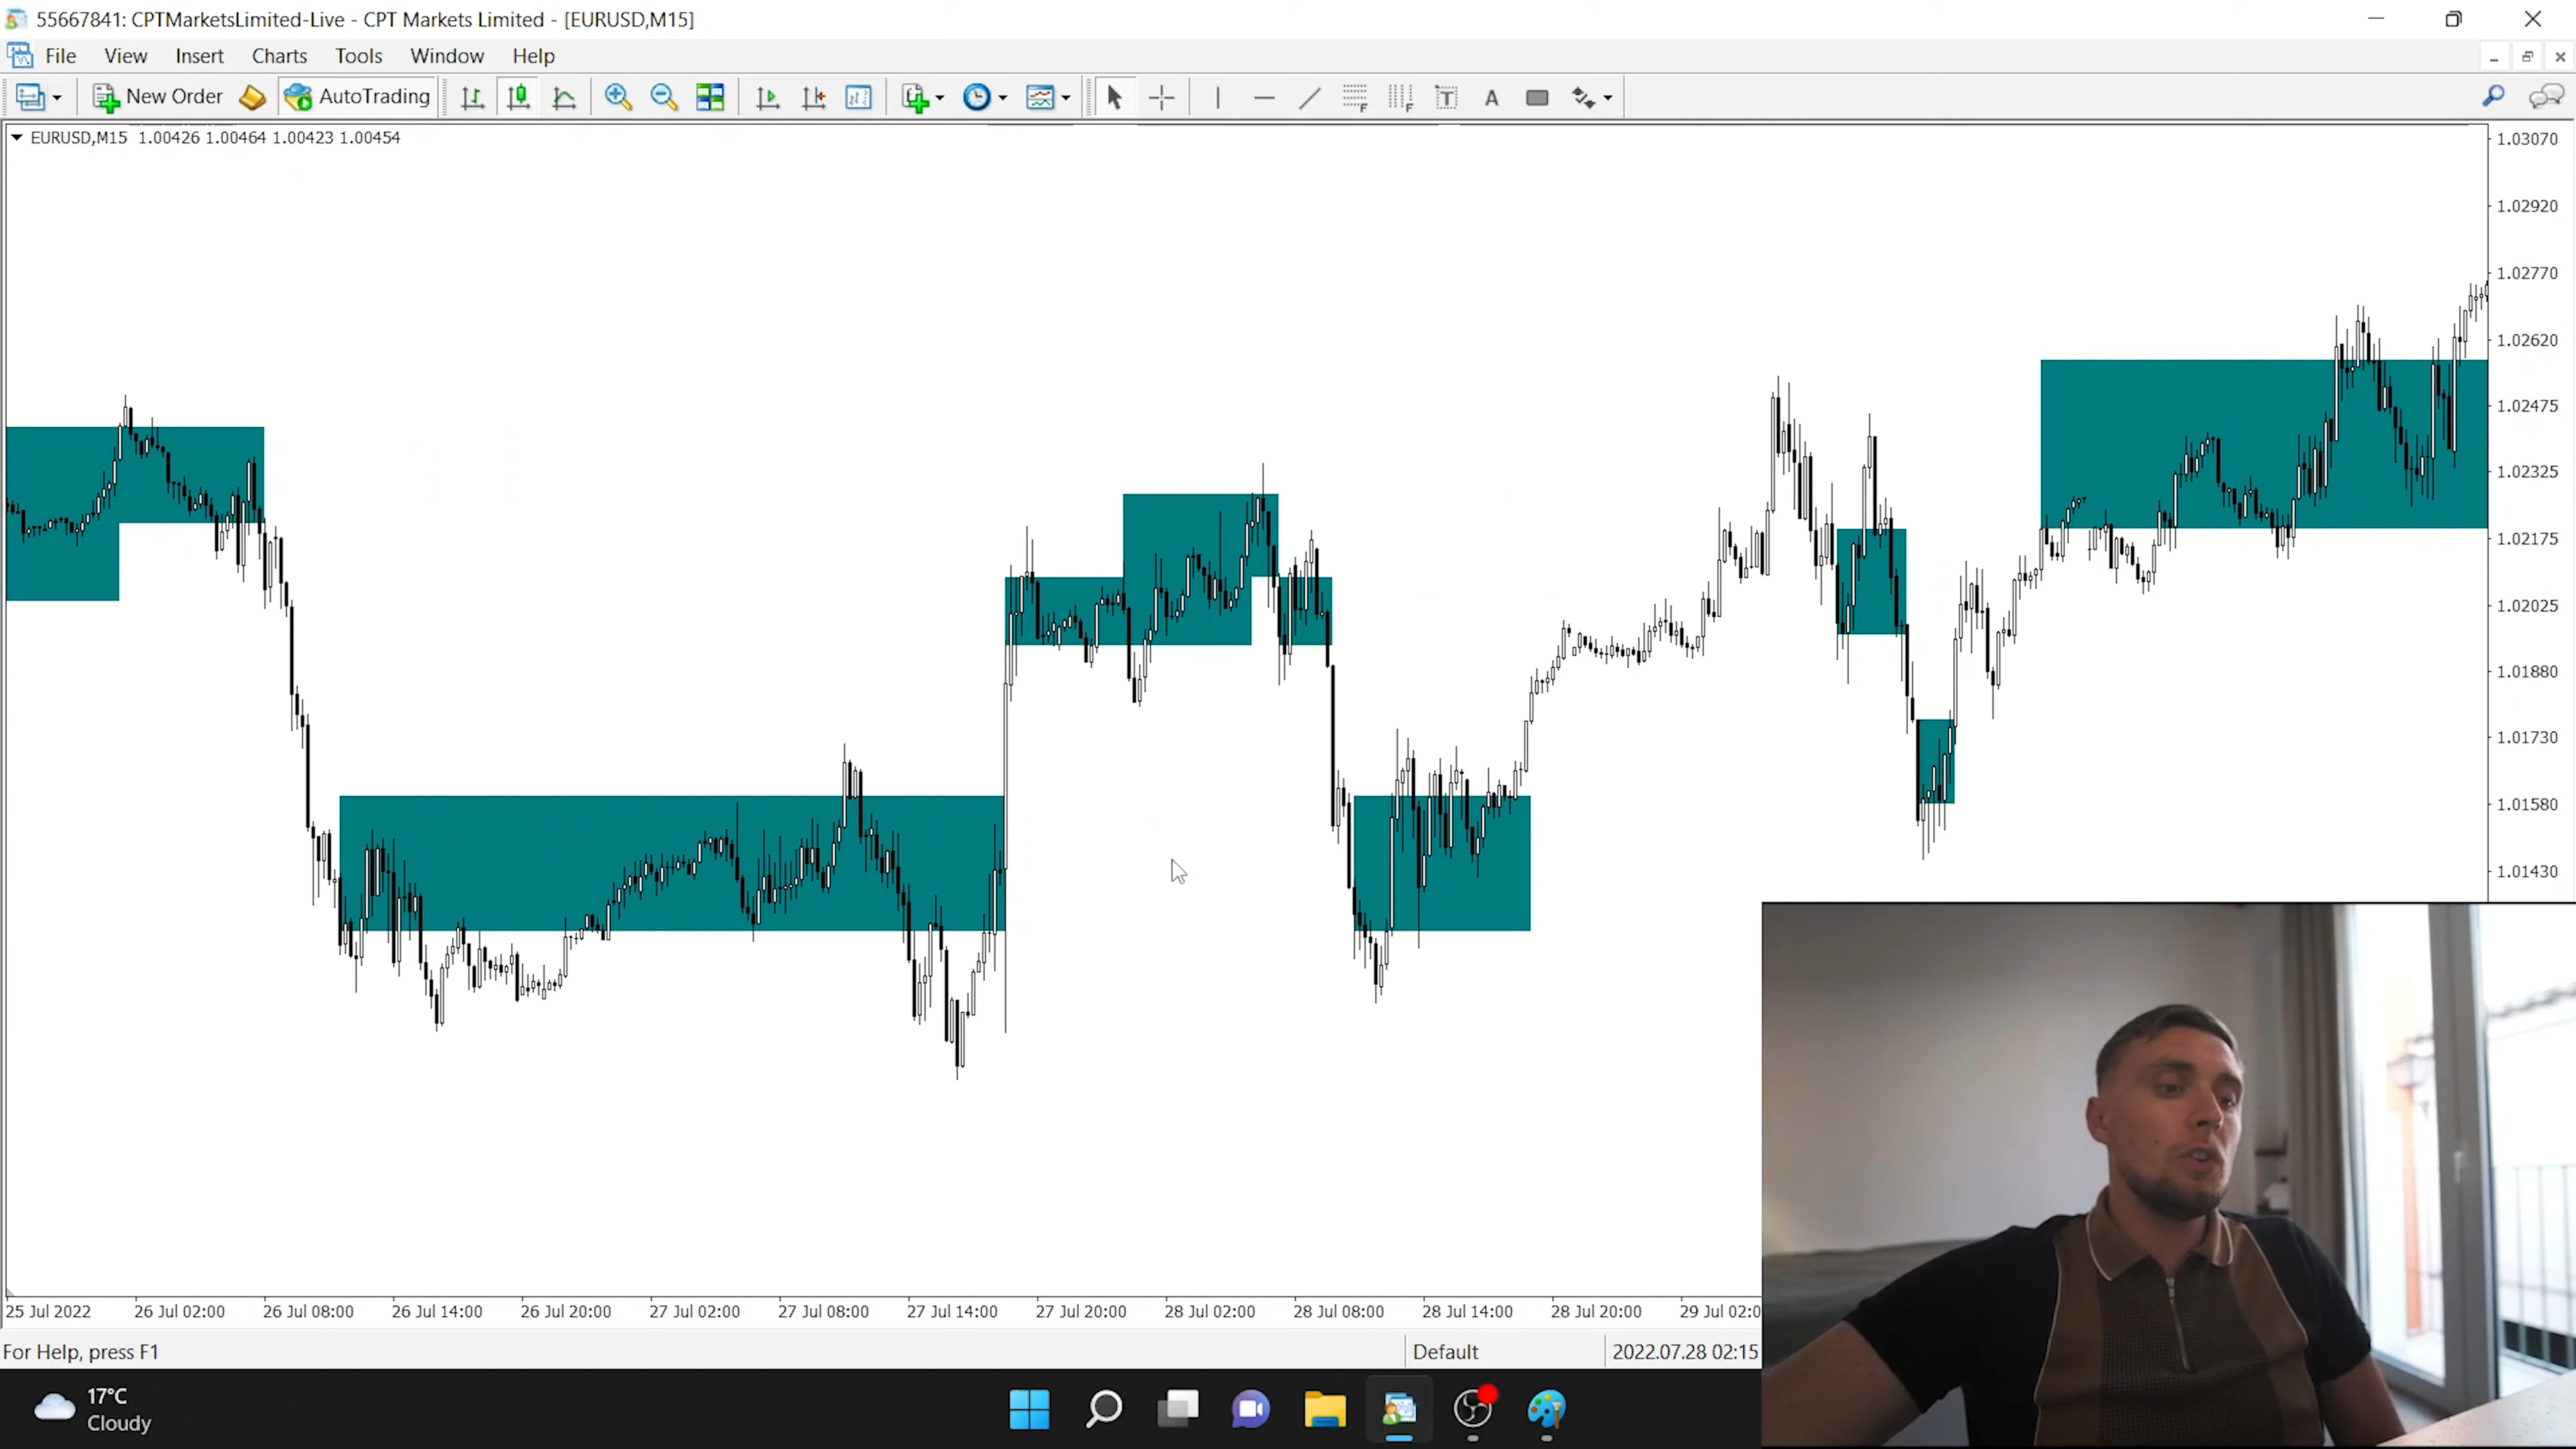 55667841: CPTMarketsLimited-Live - CPT Markets Limited - [EURUSD,M15]
File View Insert Charts Tools Window Help
New Order AutoTrading
EURUSD,M15 1.00426 1.00464 1.00423 1.00454
1.03070
1.02920
1.02770
1.02620
1.02475
1.02325
1.02175
1.02025
1.01880
1.01730
1.01580
1.01430
25 Jul 2022 26 Jul 02:00 26 Jul 08:00 26 Jul 14:00 26 Jul 20:00 27 Jul 02:00 27 Jul 08:00 27 Jul 14:00 27 Jul 20:00 28 Jul 02:00 28 Jul 08:00 28 Jul 14:00 28 Jul 20:00 29 Jul 02:0
For Help, press F1 Default 2022.07.28 02:15
17°C
Cloudy